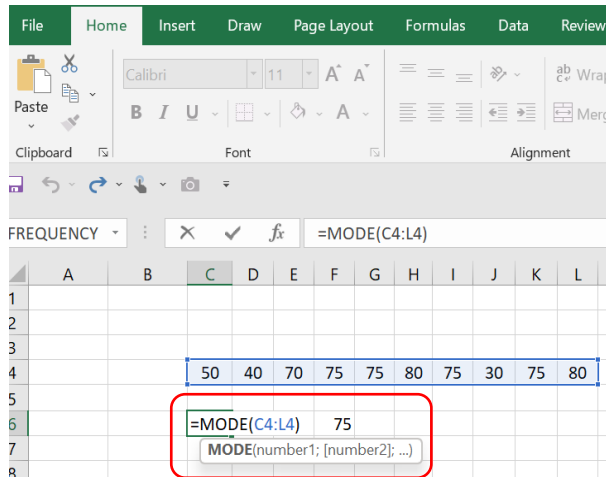 File Home Insert Draw Page Layout Formulas Data Review
Calibri 11 A A ab Wra
Paste B I U A Merg
Clipboard Font Alignment
FREQUENCY fx =MODE(C4:L4)
A B C D E F G H I J K L
1
2
3
4 50 40 70 75 75 80 75 30 75 80
5
6 =MODE(C4:L4) 75
7 MODE(number1; [number2]; ...)
8